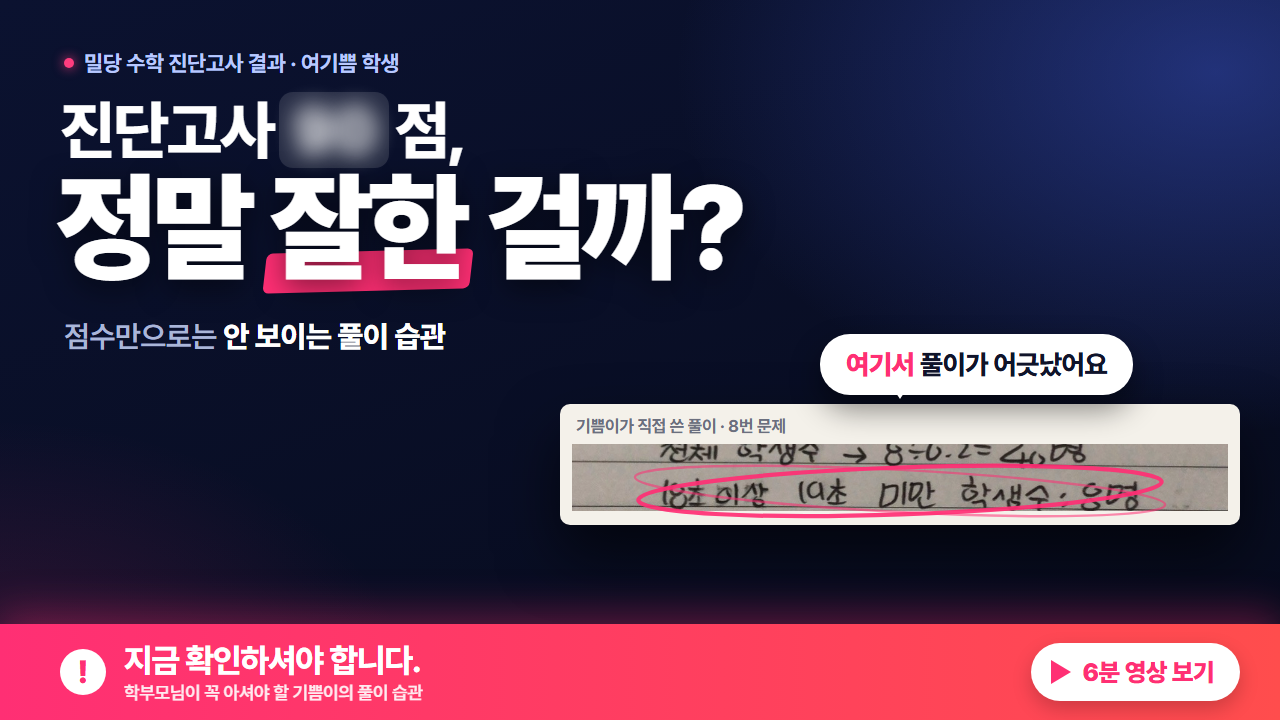 밀당 수학 진단고사 결과 · 여기쁨 학생
진단고사 점,
정말 잘한 걸까?
점수만으로는 안 보이는 풀이 습관
여기서 풀이가 어긋났어요
기쁨이가 직접 쓴 풀이 · 8번 문제
전체 학생수 → 8÷0.2= 40명
18초 이상 19초 미만 학생수: 8명
!
지금 확인하셔야 합니다.
학부모님이 꼭 아셔야 할 기쁨이의 풀이 습관
6분 영상 보기